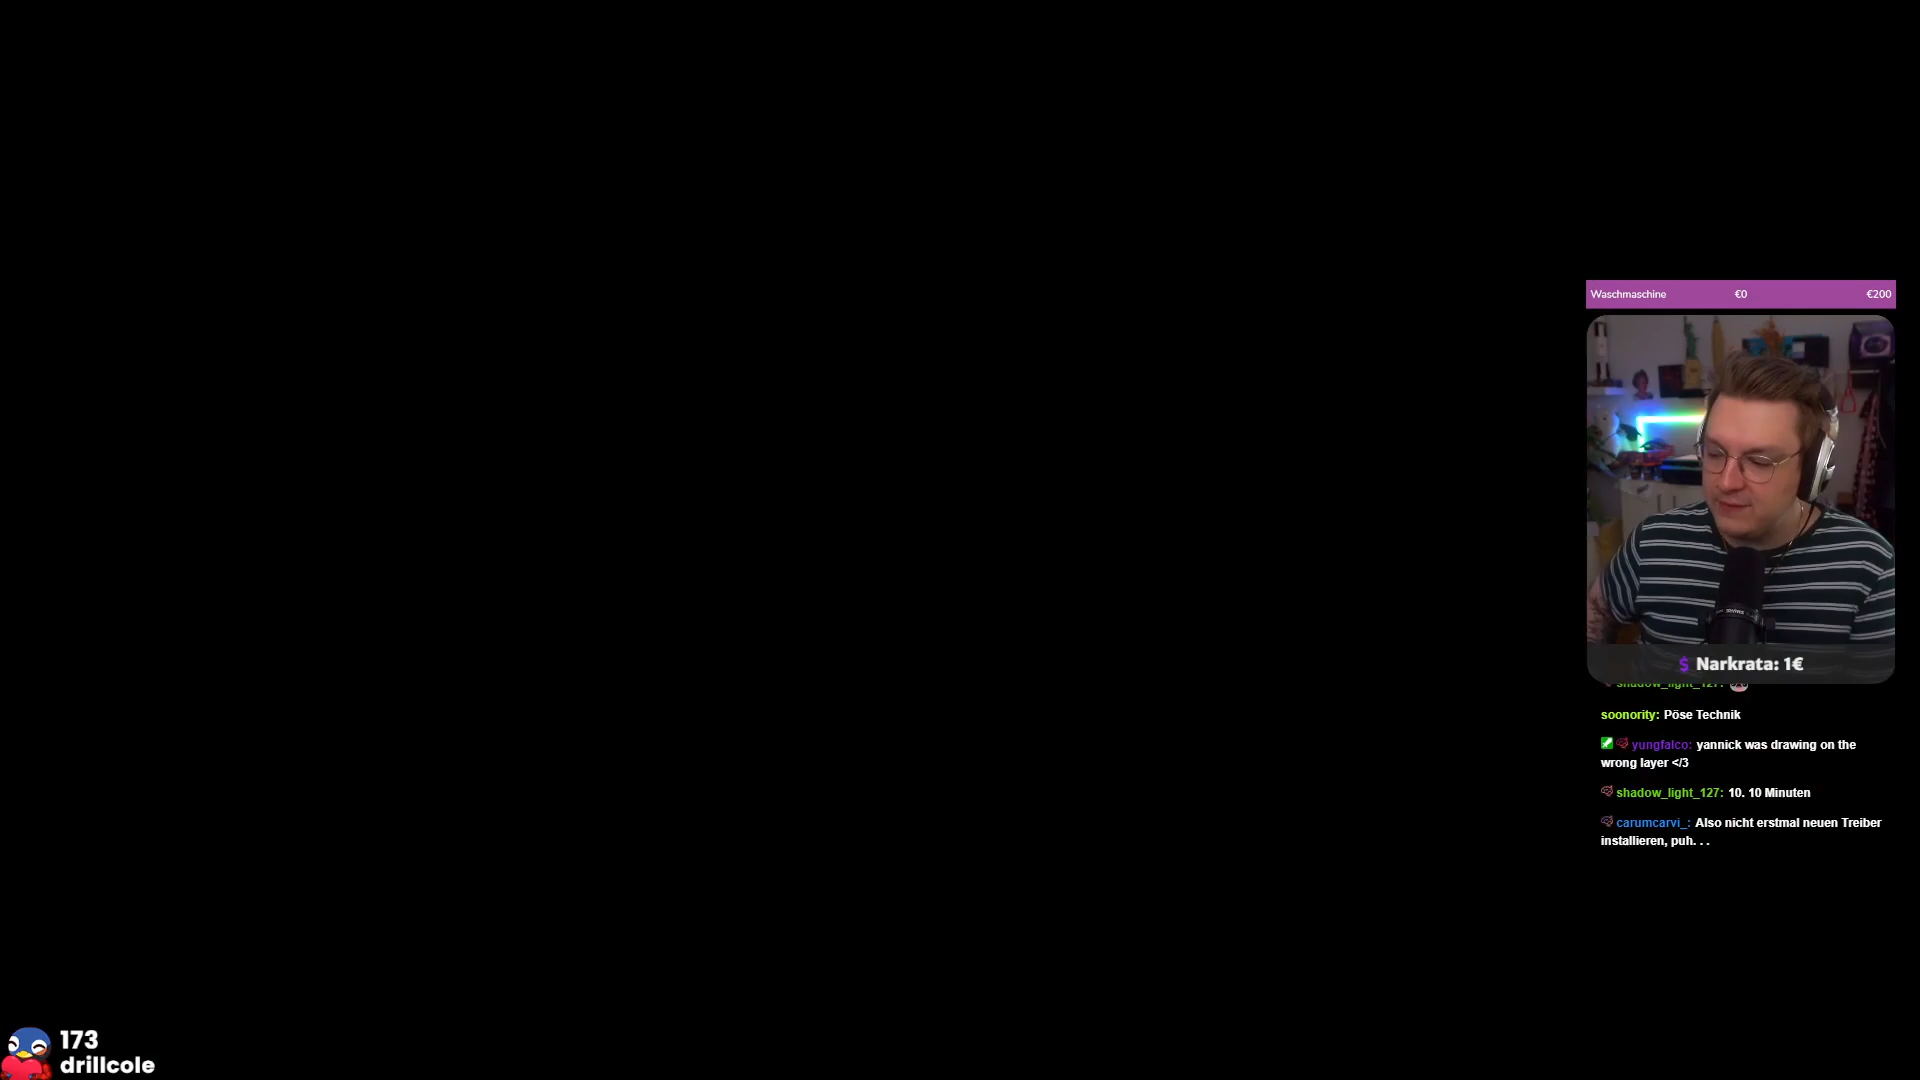 Waschmaschine €0 €200
$ Narkrata: 1€
shadow_light_127:
soonority: Pöse Technik
yungfalco: yannick was drawing on the
wrong layer </3
shadow_light_127: 10. 10 Minuten
carumcarvi_: Also nicht erstmal neuen Treiber
installieren, puh. . .
173
drillcole